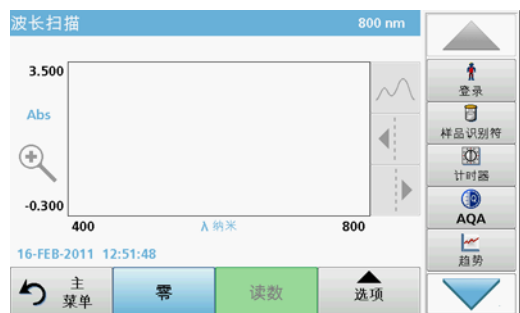 波长扫描 800 nm
3.500
Abs
-0.300
400 λ 纳米 800
16-FEB-2011 12:51:48
主
菜单
零
读数
选项
登录
样品识别符
计时器
AQA
趋势